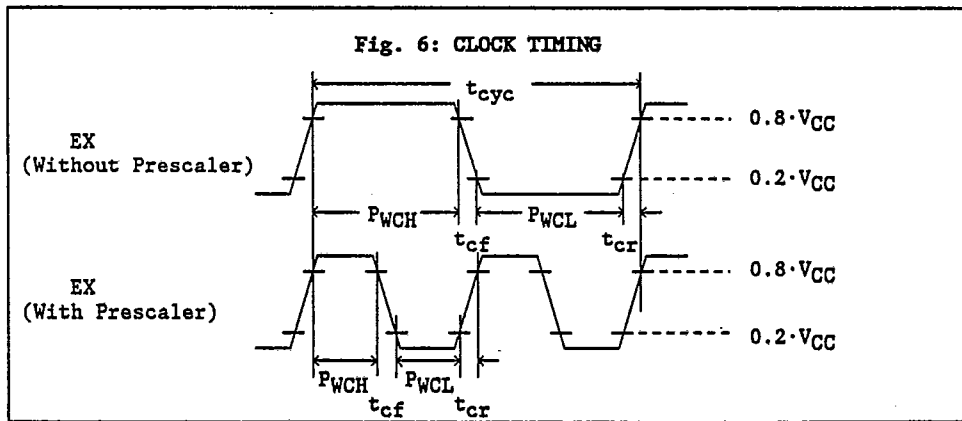 Fig. 6: CLOCK TIMING
tcyc
EX
(Without Prescaler)
0.8·VCC
0.2·VCC
PWCH
PWCL
tcf
tcr
EX
(With Prescaler)
0.8·VCC
0.2·VCC
PWCH
PWCL
tcf
tcr